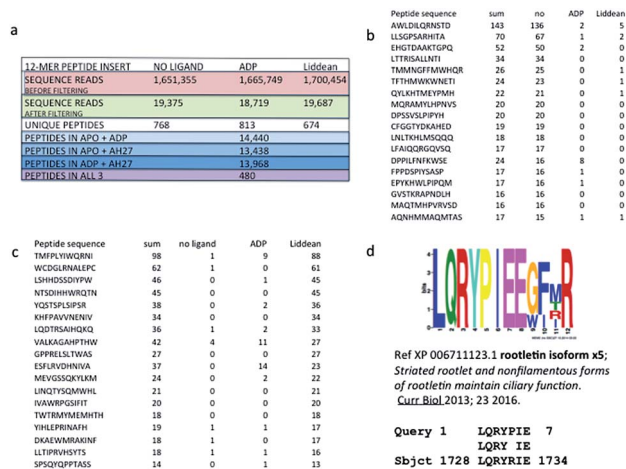 a
12-MER PEPTIDE INSERT NO LIGAND ADP Liddean
SEQUENCE READS 1,651,355 1,665,749 1,700,454
BEFORE FILTERING
SEQUENCE READS 19,375 18,719 19,687
AFTER FILTERING
UNIQUE PEPTIDES 768 813 674
PEPTIDES IN APO + ADP 14,440
PEPTIDES IN APO + AH27 13,438
PEPTIDES IN ADP + AH27 13,968
PEPTIDES IN ALL 3 480
b
Peptide sequence sum no ADP Liddean
AWLDILQRNSTD 143 136 2 5
LLSGPSARHITA 70 67 1 2
EHGTDAAKTGPQ 52 50 2 0
LTTRISALLNTI 34 34 0 0
TMMNGFFMWHQR 26 25 0 1
TFTHMWKWNETI 24 23 0 1
QYLKHTMEYPMH 22 21 0 1
MQRAMYLHPNVS 20 20 0 0
DPSSVSLPIPYH 20 20 0 0
CFGGTYDKAHED 19 19 0 0
LNLTKHLMSQQQ 18 18 0 0
LFAIQQRGQVSQ 17 17 0 0
DPPILFNFKWSE 24 16 8 0
FPPDSPIYSASP 17 16 1 0
EPYKHWLPIPQM 17 16 1 0
GVSTKRAPNDLH 16 16 0 0
MAQTMHPVRVSD 16 16 0 0
AQNHMMAQMTAS 17 15 1 1
c
Peptide sequence sum no ligand ADP Liddean
TMFPLYIWQRNI 98 1 9 88
WCDGLRNALEPC 62 1 0 61
LSHHDSSDIYPW 46 0 1 45
NTSDIHHWRQTN 45 0 0 45
YQSTSPLSIPSR 38 0 2 36
KHFPAVVNENIV 34 0 0 34
LQDTRSAIHQKQ 36 1 2 33
VALKAGAHPTHW 42 4 11 27
GPPRELSLTWAS 27 0 0 27
ESFLRVDHNIVA 37 0 14 23
MEVGSSQKYLKM 24 0 2 22
LINQTYSQMWHL 21 0 0 21
IVAWRPGSIFIT 20 0 0 20
TWTRMYMEMHTH 18 0 0 18
YIHLEPRINAFH 19 1 1 17
DKAEWMRAKINF 18 1 0 17
LLTIPRVHSYTS 18 1 1 16
SPSQYQPPTASS 14 0 1 13
d
4
3
2
1
0
bits
LQRYPIEEGFMR
W T
R
Ref XP 006711123.1 rootletin isoform x5;
Striated rootlet and nonfilamentous forms
of rootletin maintain ciliary function.
Curr Biol 2013; 23 2016.
Query 1 LQRYPIE 7
LQRY IE
Sbjct 1728 LQRYRIE 1734